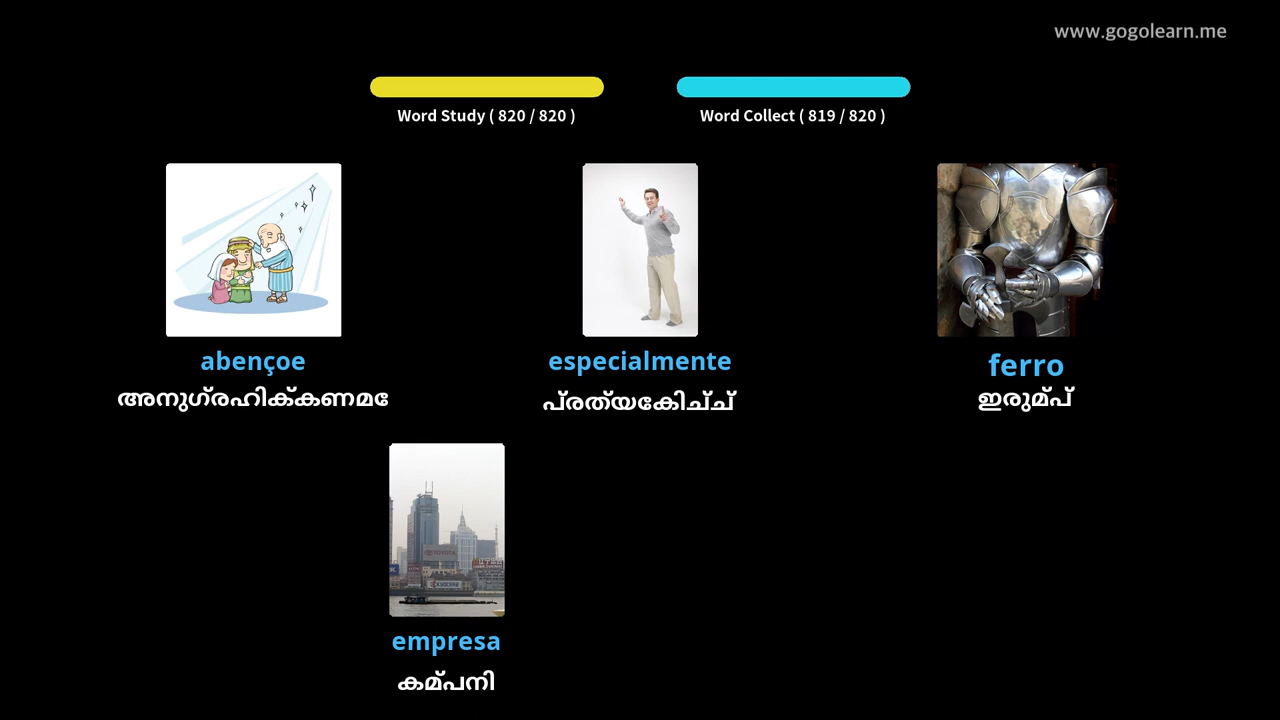 www.gogolearn.me
Word Study ( 820 / 820 )
Word Collect ( 819 / 820 )
abençoe
അനുഗ്രഹിക്കണമേ
especialmente
പ്രത്യേകിച്ച്
ferro
ഇരുമ്പ്
TOYOTA
empresa
കമ്പനി